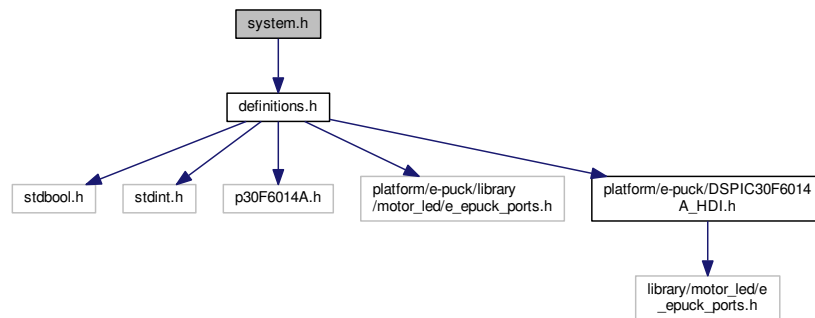 system.h
definitions.h
stdbool.h
stdint.h
p30F6014A.h
platform/e-puck/library
/motor_led/e_epuck_ports.h
platform/e-puck/DSPIC30F6014
A_HDI.h
library/motor_led/e
_epuck_ports.h